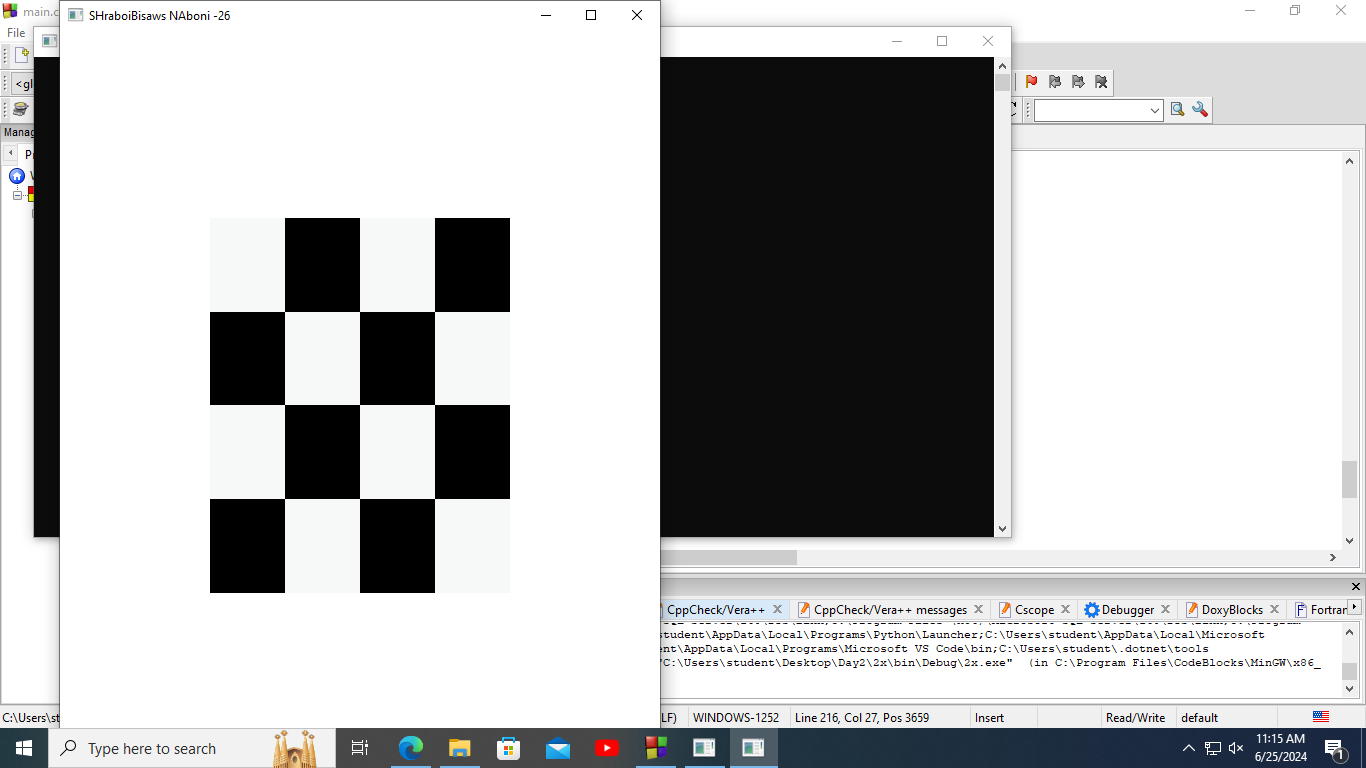 main.c
SHraboiBisaws NAboni -26
File
<gl
Manag
CppCheck/Vera++
CppCheck/Vera++ messages
Cscope
Debugger
DoxyBlocks
Fortran
student\AppData\Local\Programs\Python\Launcher;C:\Users\student\AppData\Local\Microsoft
ent\AppData\Local\Programs\Microsoft VS Code\bin;C:\Users\student\.dotnet\tools
"C:\Users\student\Desktop\Day2\2x\bin\Debug\2x.exe" (in C:\Program Files\CodeBlocks\MinGW\x86_
C:\Users\st
LF) WINDOWS-1252 Line 216, Col 27, Pos 3659 Insert Read/Write default
Type here to search
11:15 AM
6/25/2024
1